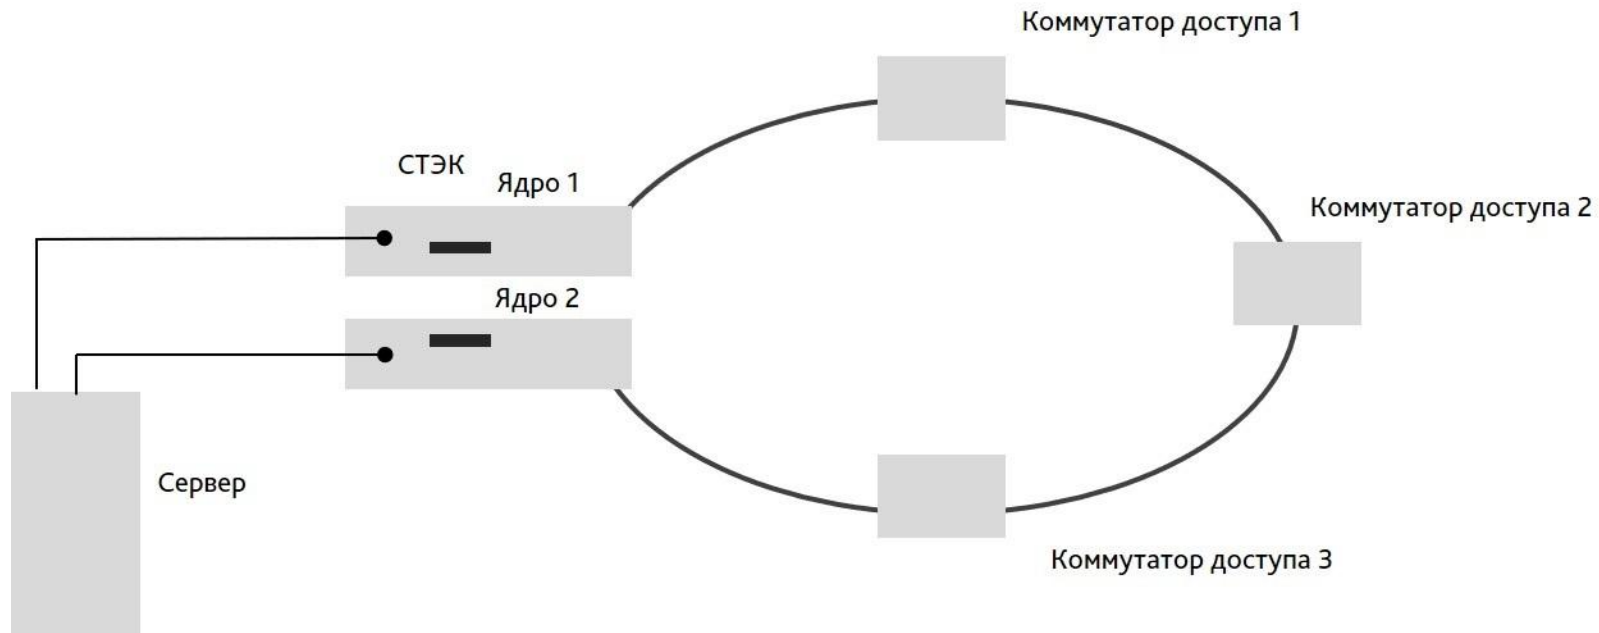 Коммутатор доступа 1
СТЭК
Ядро 1
Коммутатор доступа 2
Ядро 2
Сервер
Коммутатор доступа 3